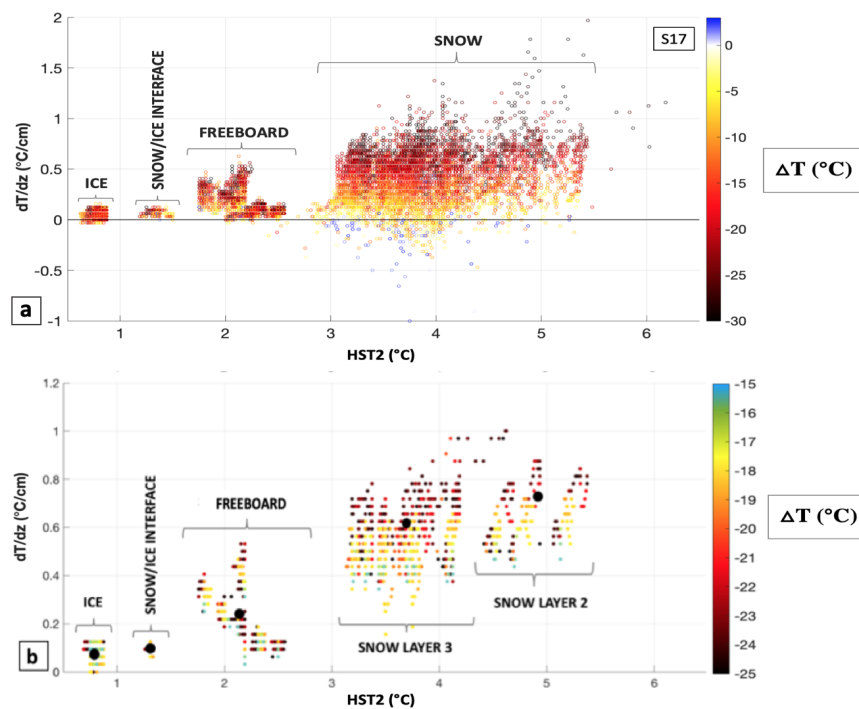 SNOW
S17
SNOW/ICE INTERFACE
FREEBOARD
ICE
dT/dz (°C/cm)
2
1.5
1
0.5
0
-0.5
-1
a
1
2
3
4
5
6
HST2 (°C)
0
-5
-10
-15
-20
-25
-30
ΔT (°C)
SNOW/ICE INTERFACE
FREEBOARD
ICE
SNOW LAYER 2
SNOW LAYER 3
dT/dz (°C/cm)
1.2
1
0.8
0.6
0.4
0.2
0
b
1
2
3
4
5
6
HST2 (°C)
-15
-16
-17
-18
-19
-20
-21
-22
-23
-24
-25
ΔT (°C)